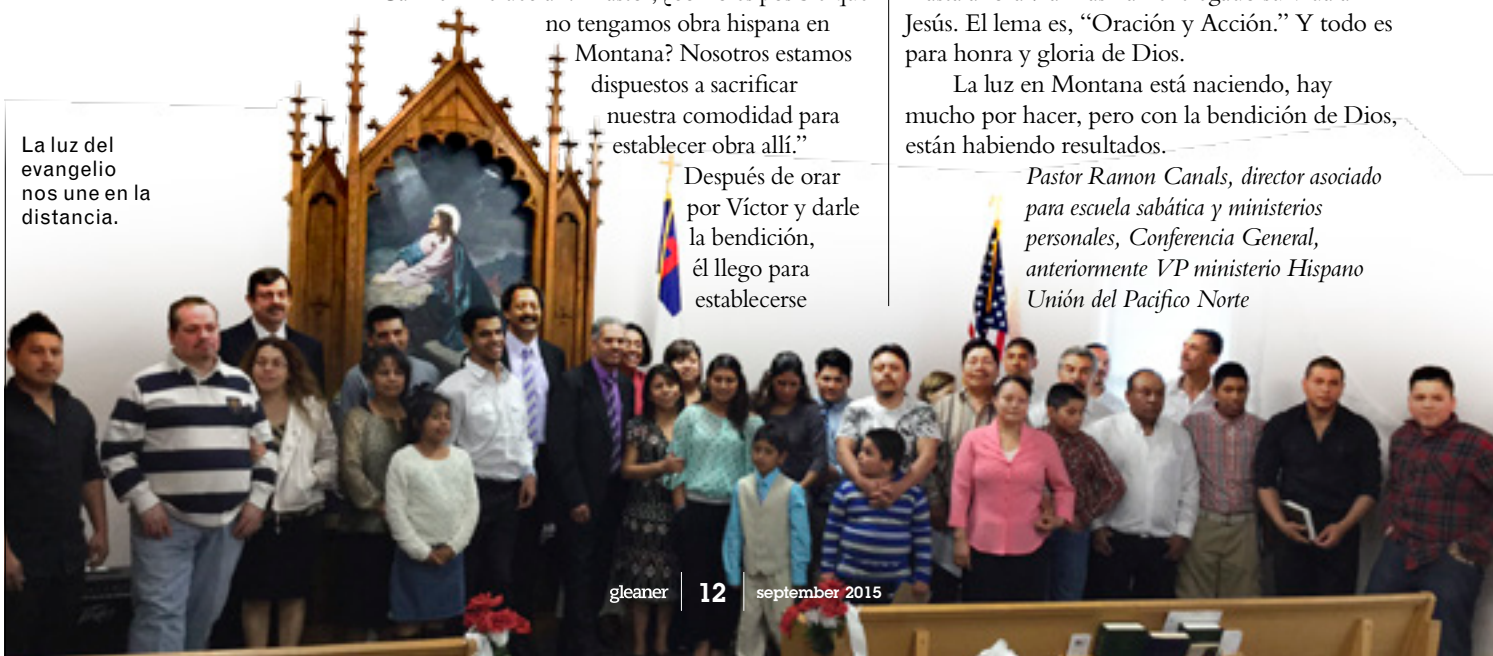 La luz del
evangelio
nos une en la
distancia.
no tengamos obra hispana en
Montana? Nosotros estamos
dispuestos a sacrificar
nuestra comodidad para
establecer obra allí.”
Después de orar
por Víctor y darle
la bendición,
él llego para
establecerse
Jesús. El lema es, “Oración y Acción.” Y todo es
para honra y gloria de Dios.
La luz en Montana está naciendo, hay
mucho por hacer, pero con la bendición de Dios,
están habiendo resultados.
Pastor Ramon Canals, director asociado
para escuela sabática y ministerios
personales, Conferencia General,
anteriormente VP ministerio Hispano
Unión del Pacifico Norte
gleaner | 12 | september 2015